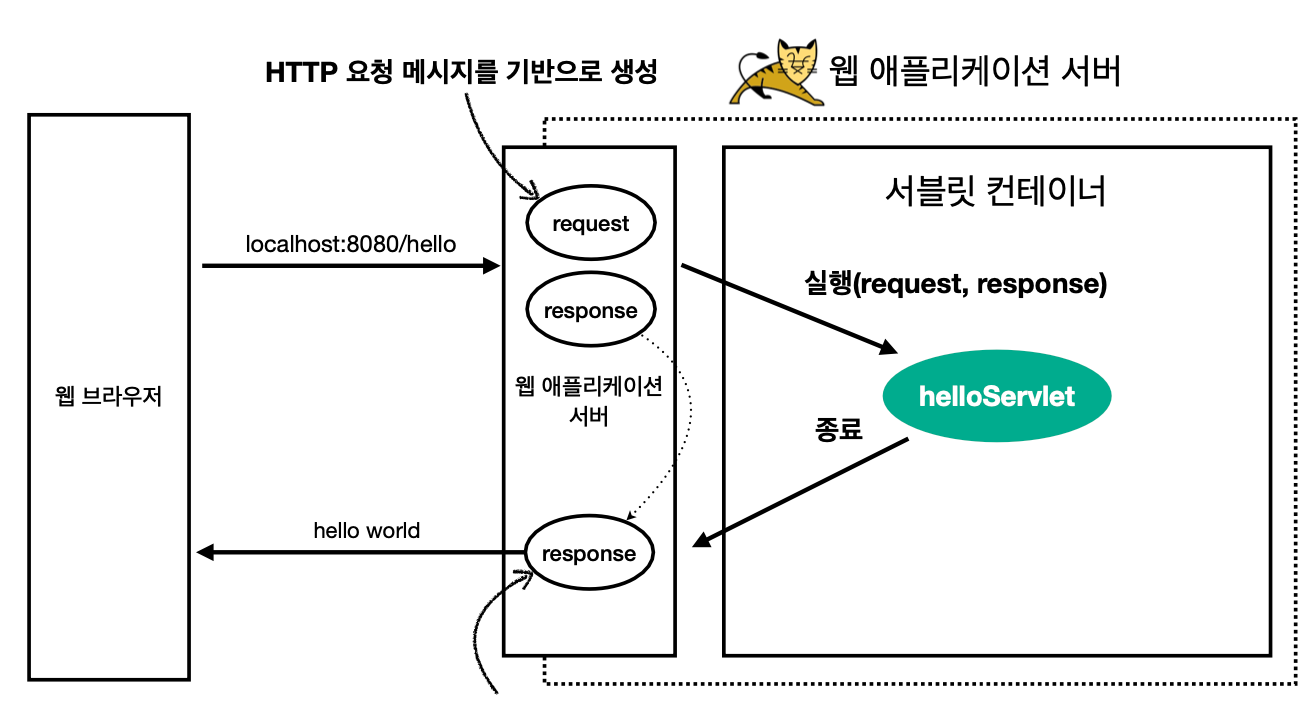 HTTP 요청 메시지를 기반으로 생성
웹 애플리케이션 서버
서블릿 컨테이너
request
localhost:8080/hello
실행(request, response)
response
웹 브라우저
웹 애플리케이션
서버
helloServlet
종료
hello world
response